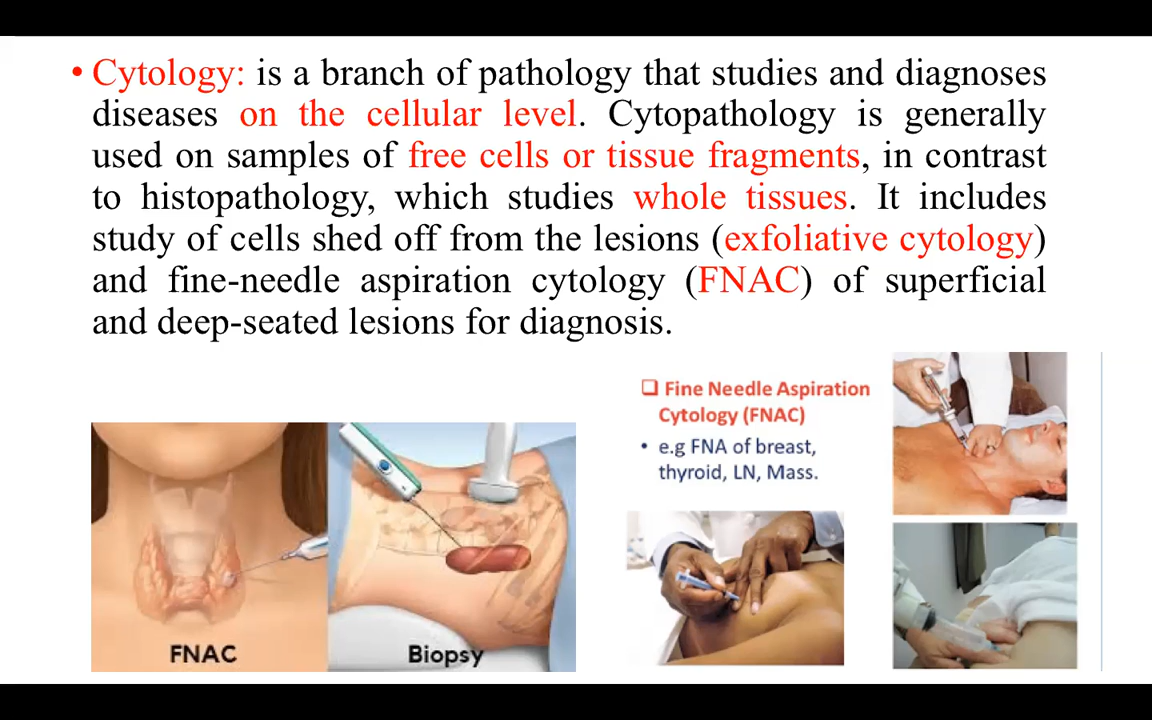 • Cytology: is a branch of pathology that studies and diagnoses
diseases on the cellular level. Cytopathology is generally
used on samples of free cells or tissue fragments, in contrast
to histopathology, which studies whole tissues. It includes
study of cells shed off from the lesions (exfoliative cytology)
and fine-needle aspiration cytology (FNAC) of superficial
and deep-seated lesions for diagnosis.
❑ Fine Needle Aspiration
Cytology (FNAC)
• e.g FNA of breast,
thyroid, LN, Mass.
FNAC
Biopsy